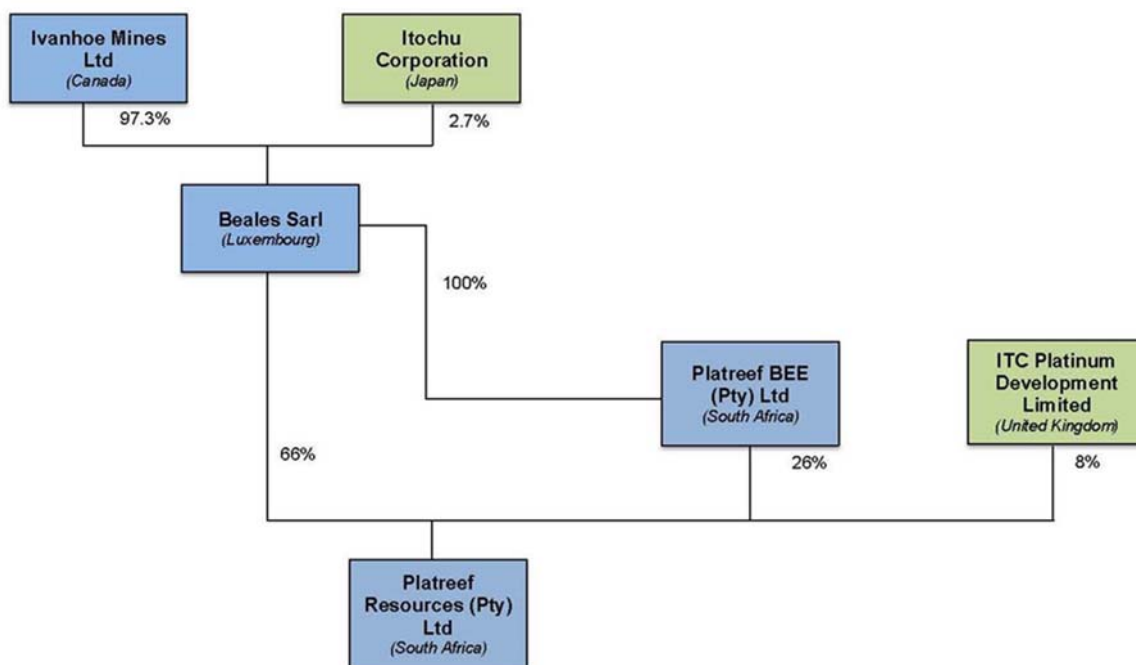 Ivanhoe Mines
Ltd
(Canada)
Itochu
Corporation
(Japan)
97.3%
2.7%
Beales Sarl
(Luxembourg)
100%
Platreef BEE
(Pty) Ltd
(South Africa)
ITC Platinum
Development
Limited
(United Kingdom)
66%
26%
8%
Platreef
Resources (Pty)
Ltd
(South Africa)